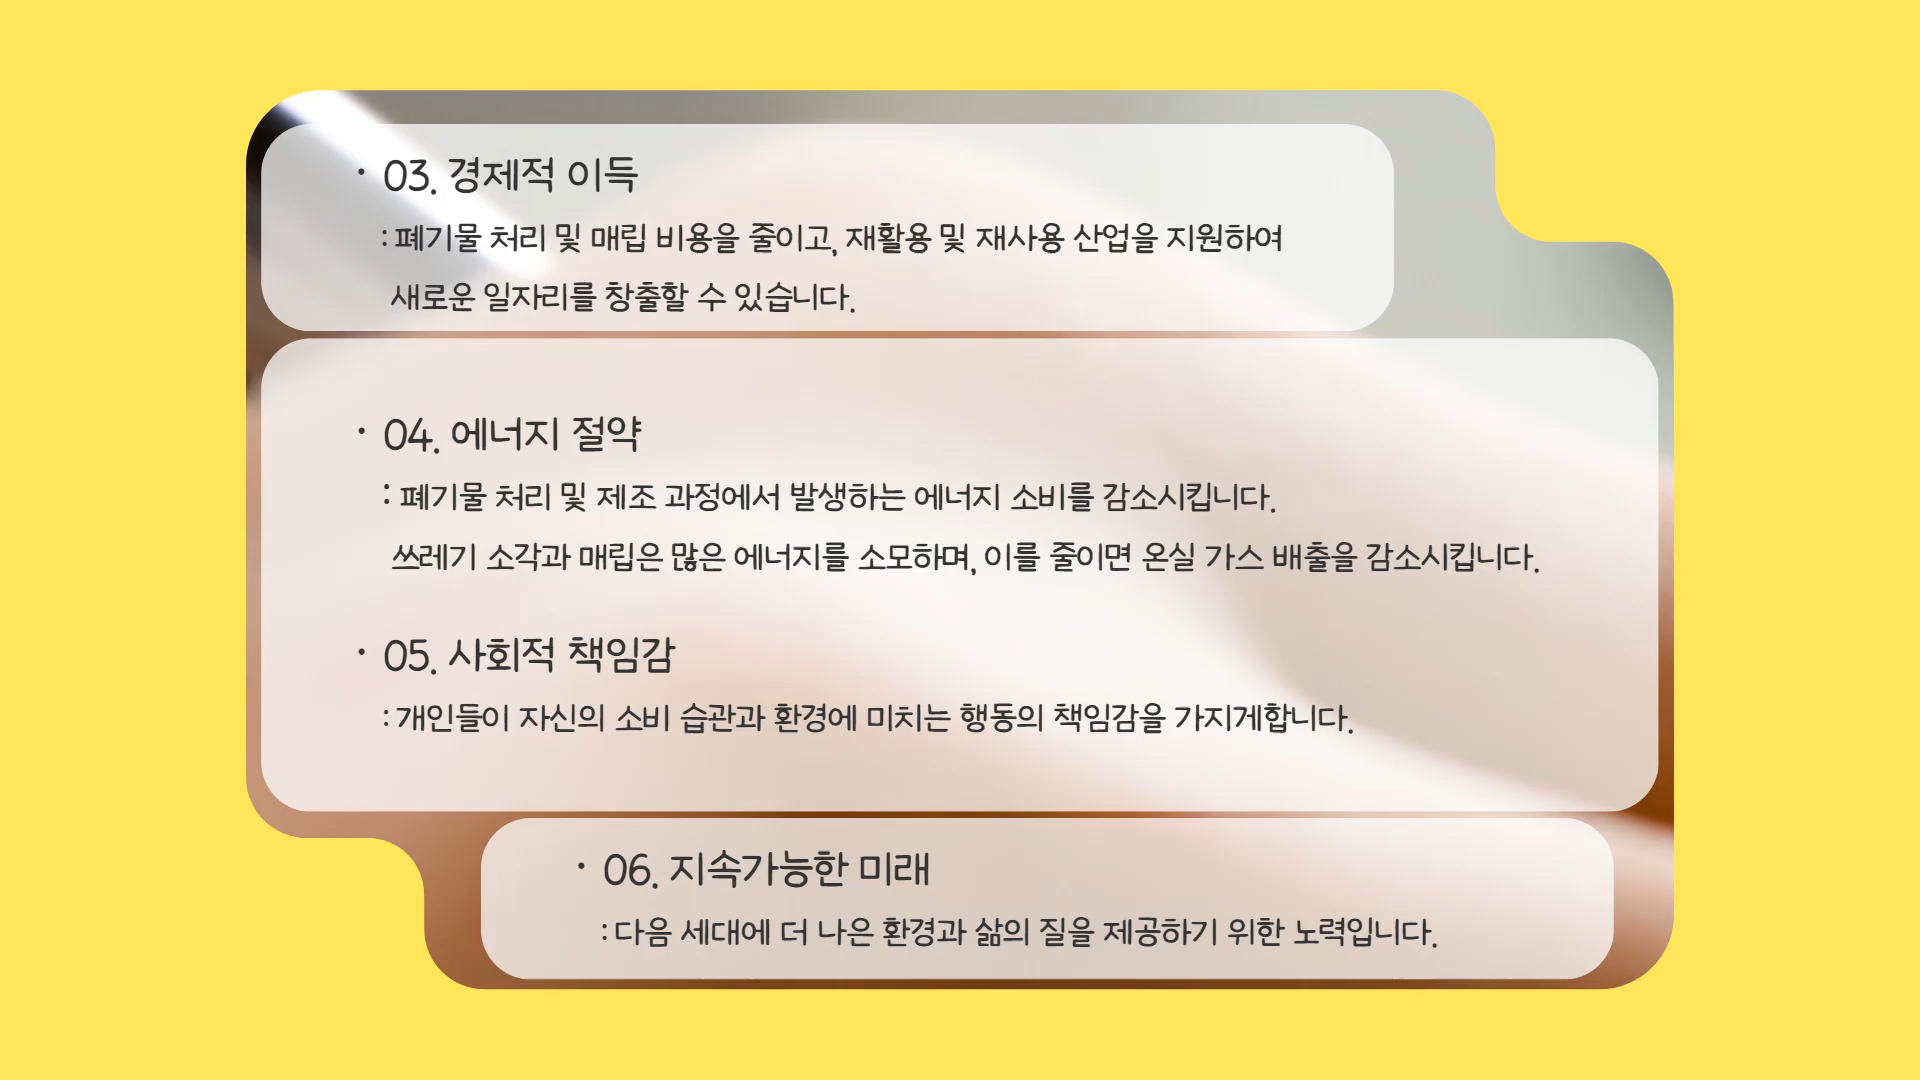 · 03. 경제적 이득
: 폐기물 처리 및 매립 비용을 줄이고, 재활용 및 재사용 산업을 지원하여
새로운 일자리를 창출할 수 있습니다.
· 04. 에너지 절약
: 폐기물 처리 및 제조 과정에서 발생하는 에너지 소비를 감소시킵니다.
쓰레기 소각과 매립은 많은 에너지를 소모하며, 이를 줄이면 온실 가스 배출을 감소시킵니다.
· 05. 사회적 책임감
: 개인들이 자신의 소비 습관과 환경에 미치는 행동의 책임감을 가지게합니다.
· 06. 지속가능한 미래
: 다음 세대에 더 나은 환경과 삶의 질을 제공하기 위한 노력입니다.